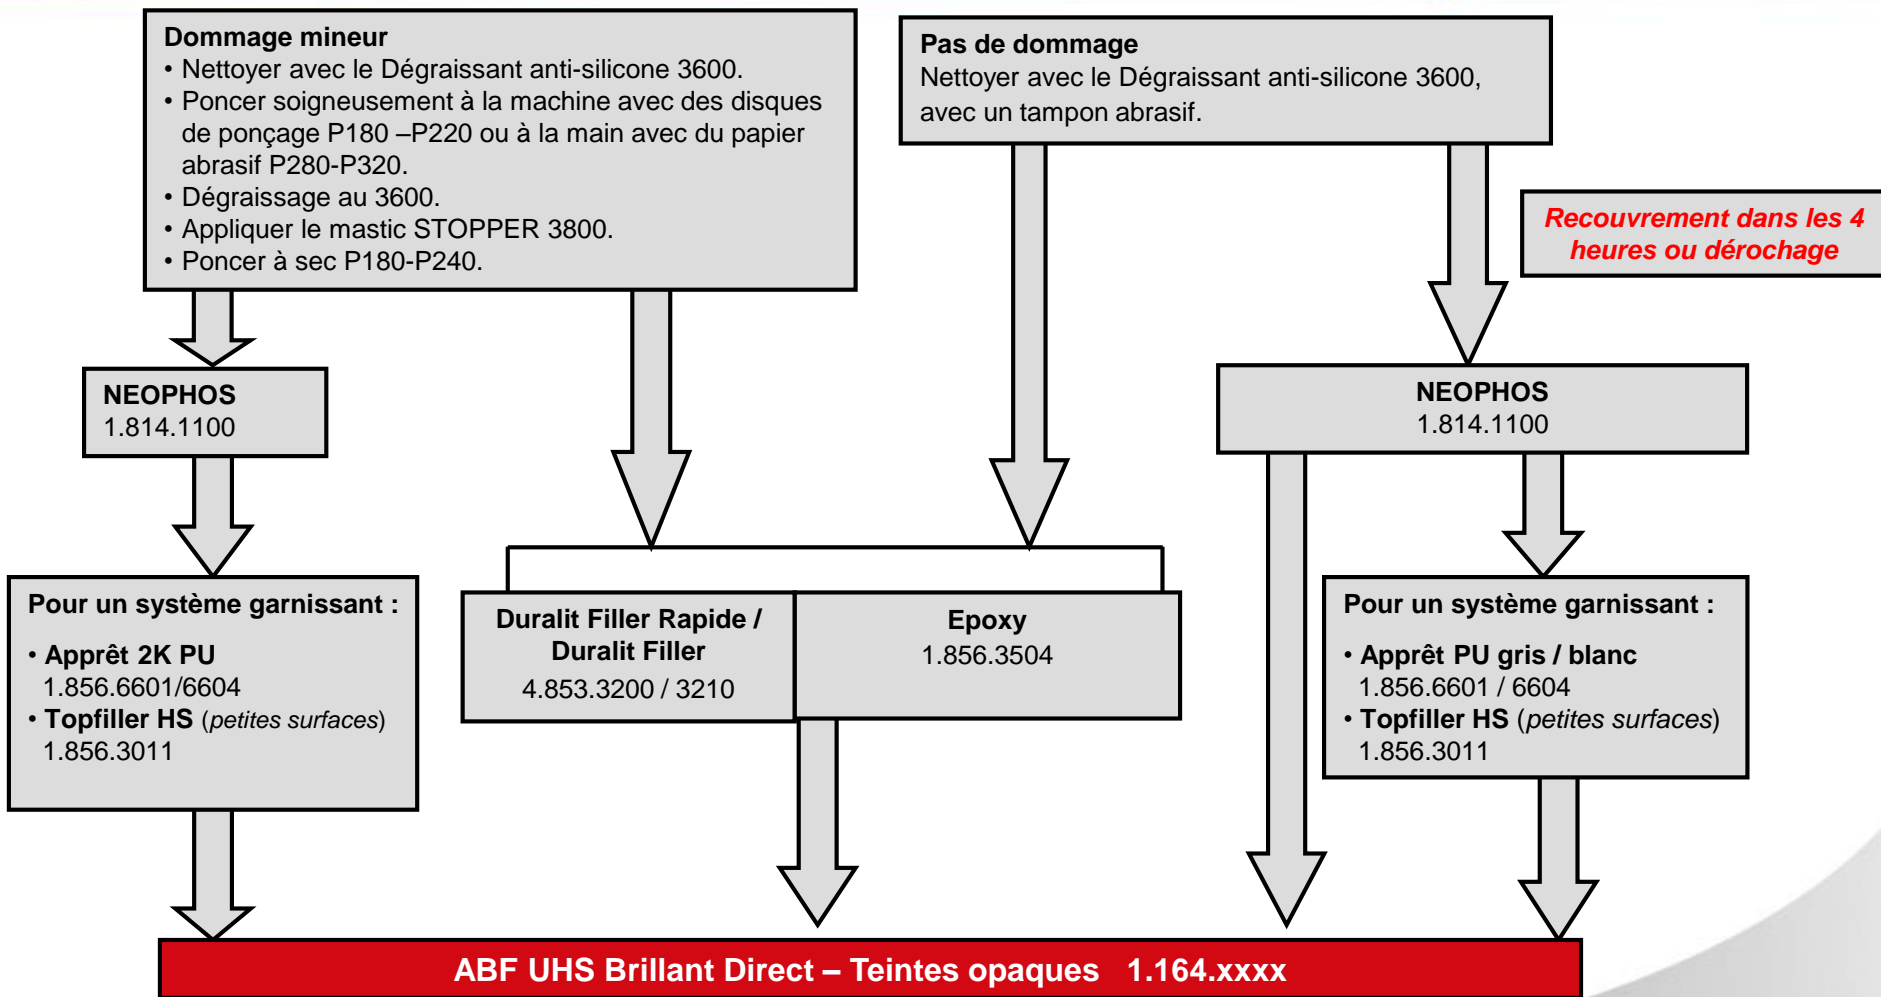 Dommage mineur
• Nettoyer avec le Dégraissant anti-silicone 3600.
• Poncer soigneusement à la machine avec des disques
de ponçage P180 –P220 ou à la main avec du papier
abrasif P280-P320.
• Dégraissage au 3600.
• Appliquer le mastic STOPPER 3800.
• Poncer à sec P180-P240.
Pas de dommage
Nettoyer avec le Dégraissant anti-silicone 3600,
avec un tampon abrasif.
Recouvrement dans les 4
heures ou dérochage
NEOPHOS
1.814.1100
NEOPHOS
1.814.1100
Pour un système garnissant :
• Apprêt 2K PU
1.856.6601/6604
• Topfiller HS (petites surfaces)
1.856.3011
Duralit Filler Rapide /
Duralit Filler
4.853.3200 / 3210
Epoxy
1.856.3504
Pour un système garnissant :
• Apprêt PU gris / blanc
1.856.6601 / 6604
• Topfiller HS (petites surfaces)
1.856.3011
ABF UHS Brillant Direct – Teintes opaques 1.164.xxxx